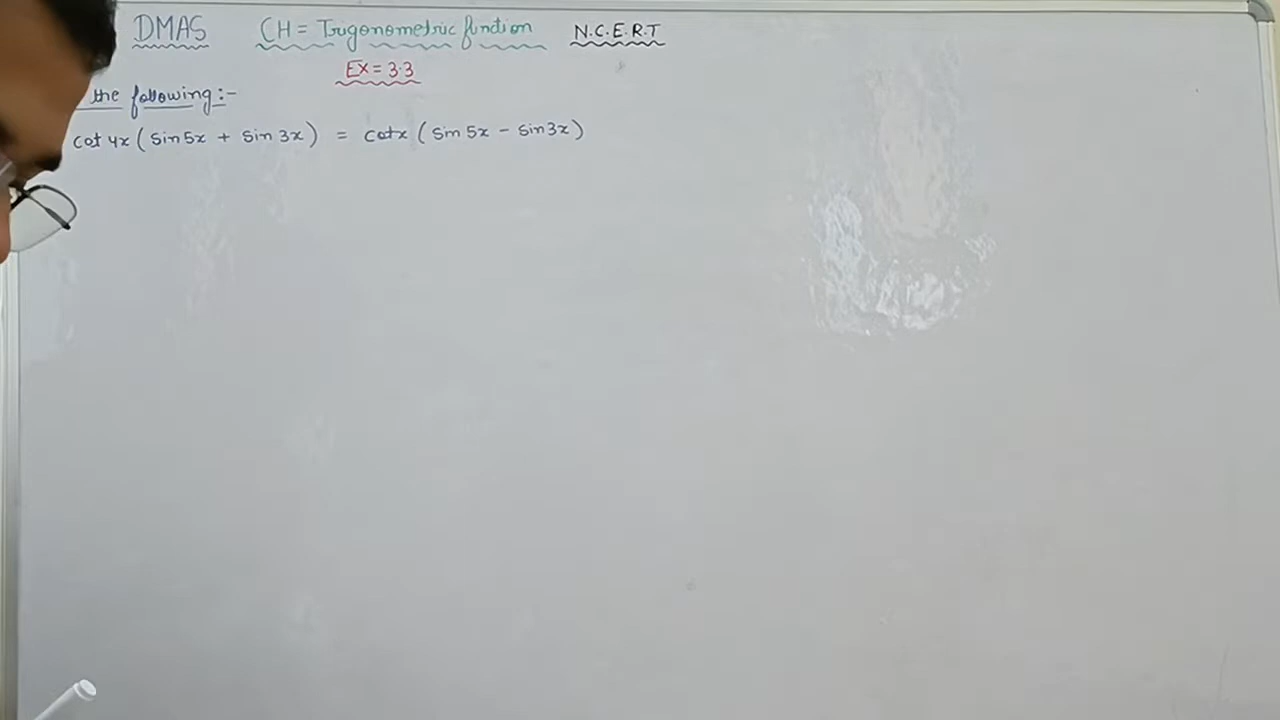 DMAS CH = Trigonometric function N.C.E.R.T
EX = 3.3
the following :-
cot 4x ( sin 5x + sin 3x ) = cot x ( sin 5x - sin 3x )